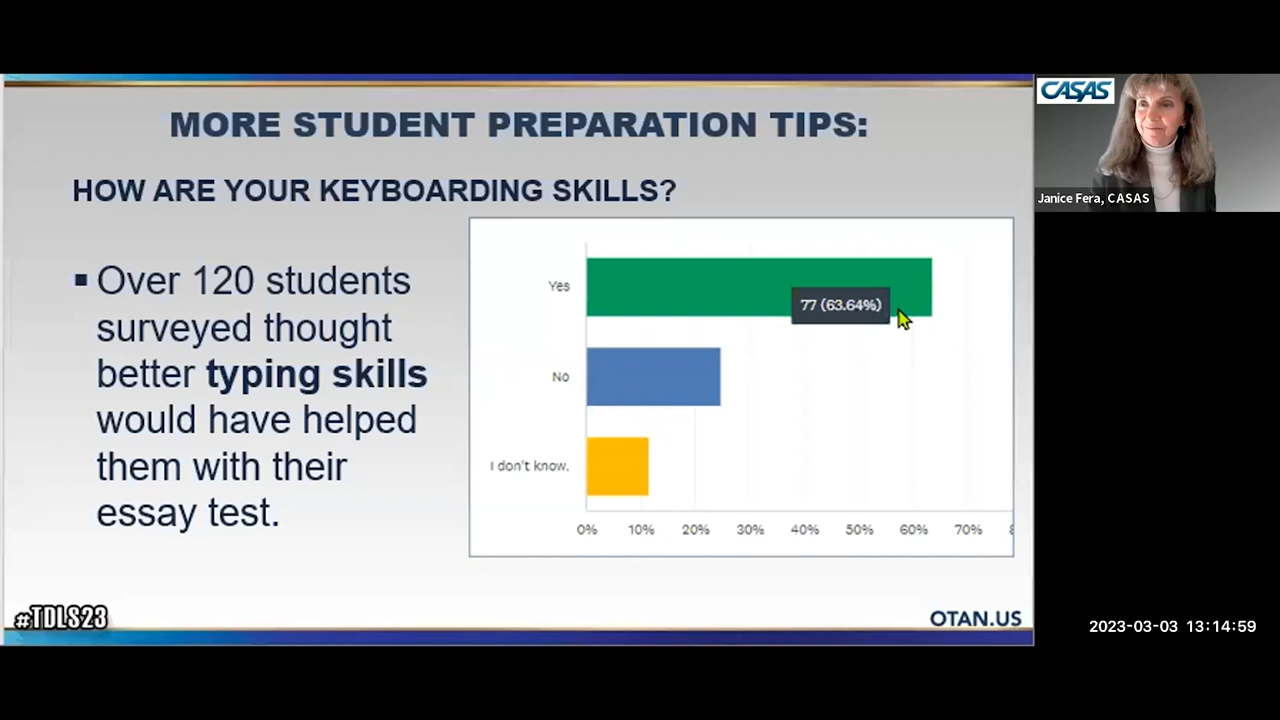 MORE STUDENT PREPARATION TIPS:
HOW ARE YOUR KEYBOARDING SKILLS?
▪ Over 120 students
surveyed thought
better typing skills
would have helped
them with their
essay test.
Yes
77 (63.64%)
No
I don't know.
0% 10% 20% 30% 40% 50% 60% 70%
#TDLS23
OTAN.US
CASAS
Janice Fera, CASAS
2023-03-03 13:14:59